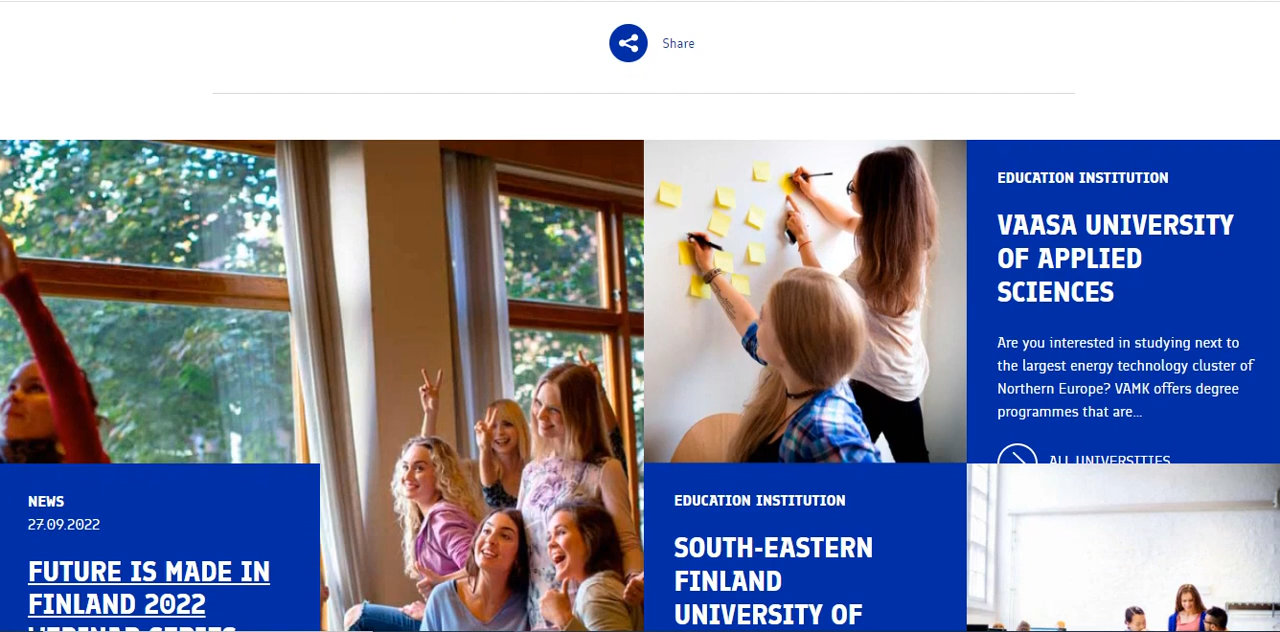 Share
EDUCATION INSTITUTION
VAASA UNIVERSITY
OF APPLIED
SCIENCES
Are you interested in studying next to
the largest energy technology cluster of
Northern Europe? VAMK offers degree
programmes that are...
ALL UNIVERSITIES
NEWS
27.09.2022
FUTURE IS MADE IN
FINLAND 2022
WEBINAR SERIES
EDUCATION INSTITUTION
SOUTH-EASTERN
FINLAND
UNIVERSITY OF